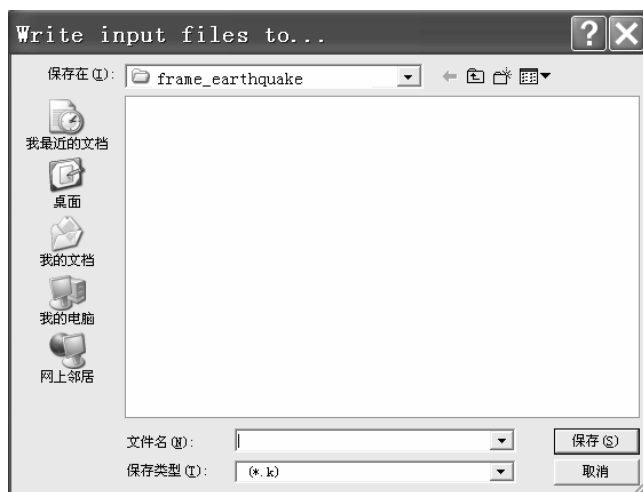 Write input files to...
保存在(I):
frame_earthquake
我最近的文档
桌面
我的文档
我的电脑
网上邻居
文件名(N):
保存(S)
保存类型(T):
(*.k)
取消